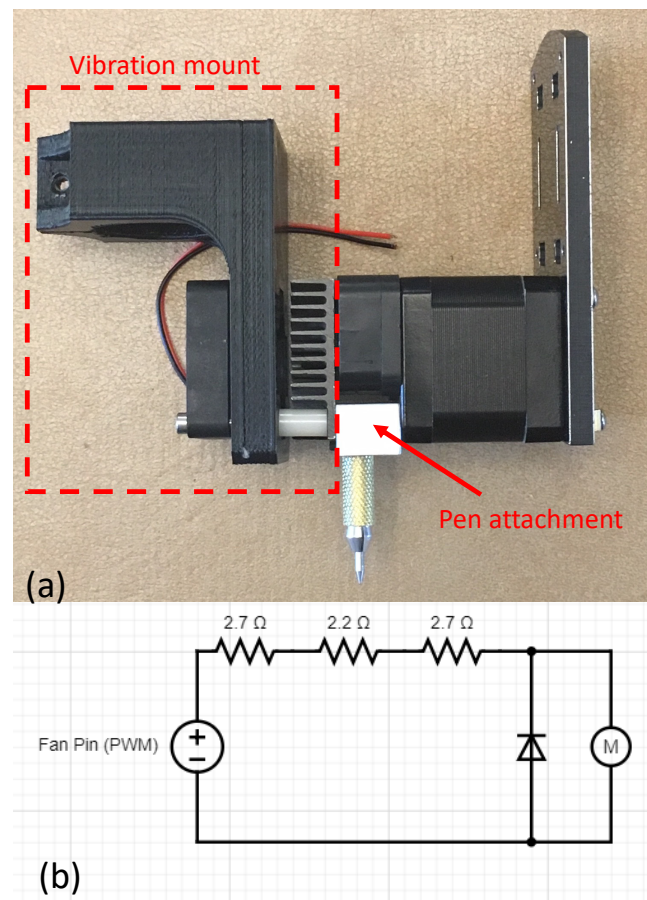 Vibration mount
Pen attachment
(a)
2.7 Ω 2.2 Ω 2.7 Ω
Fan Pin (PWM)
M
(b)